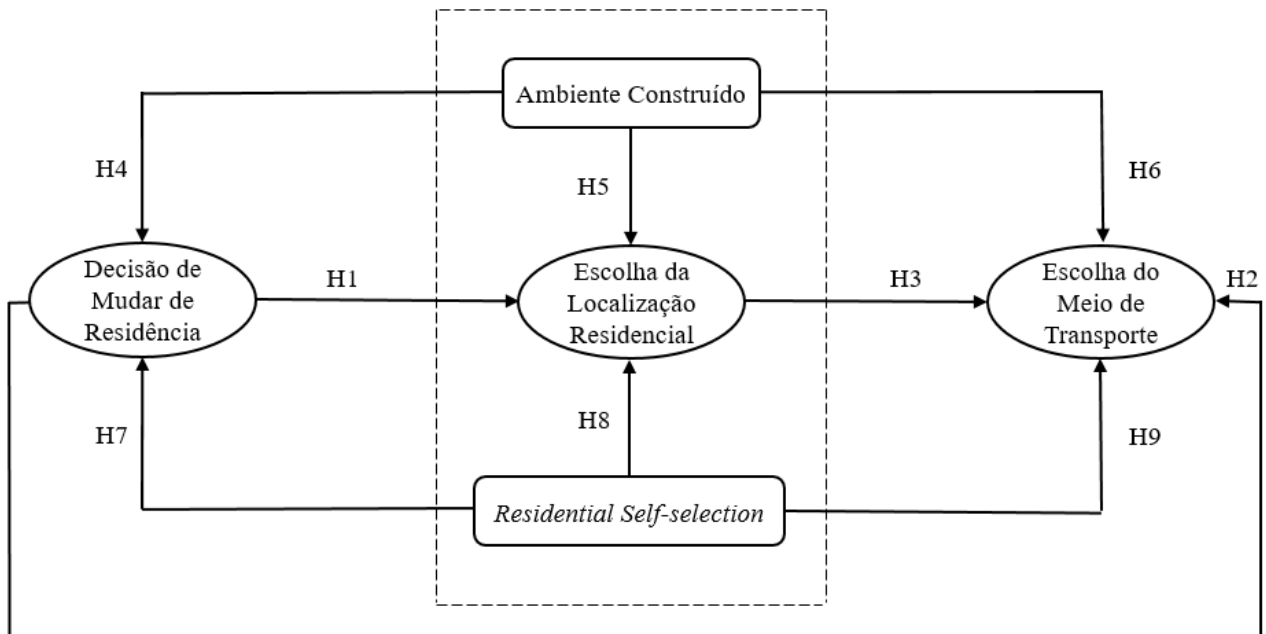 Ambiente Construído
H4
H5
H6
Decisão de
Mudar de
Residência
H1
Escolha da
Localização
Residencial
H3
Escolha do
Meio de
Transporte
H2
H7
H8
H9
Residential Self-selection